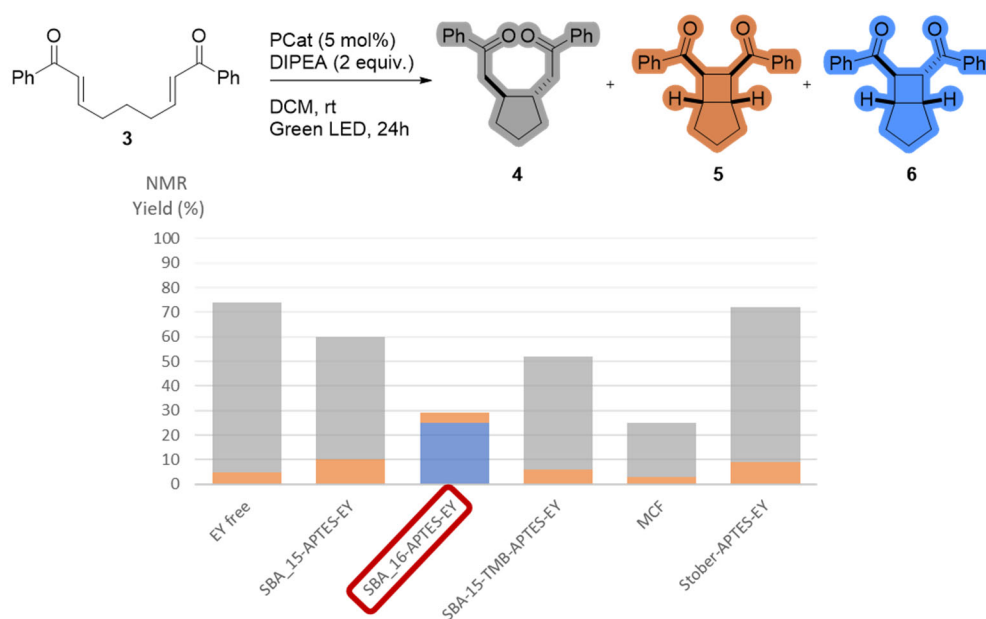 O
O
Ph
Ph
3
PCat (5 mol%)
DIPEA (2 equiv.)
DCM, rt
Green LED, 24h
Ph
O
O
Ph
4
+
O
O
Ph
Ph
H
H
5
+
O
O
Ph
Ph
H
H
6
NMR
Yield (%)
100
90
80
70
60
50
40
30
20
10
0
EY free
SBA_15-APTES-EY
SBA_16-APTES-EY
SBA-15-TMB-APTES-EY
MCF
Stober-APTES-EY